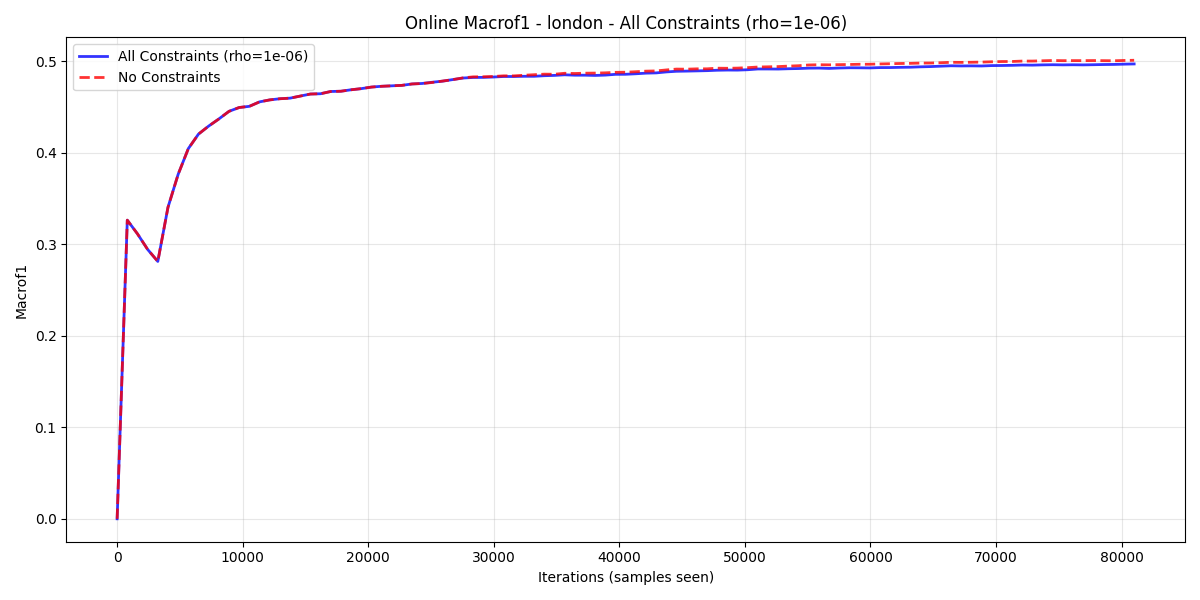 Online Macrof1 - london - All Constraints (rho=1e-06)
All Constraints (rho=1e-06)
No Constraints
Macrof1
0.5
0.4
0.3
0.2
0.1
0.0
0 10000 20000 30000 40000 50000 60000 70000 80000
Iterations (samples seen)